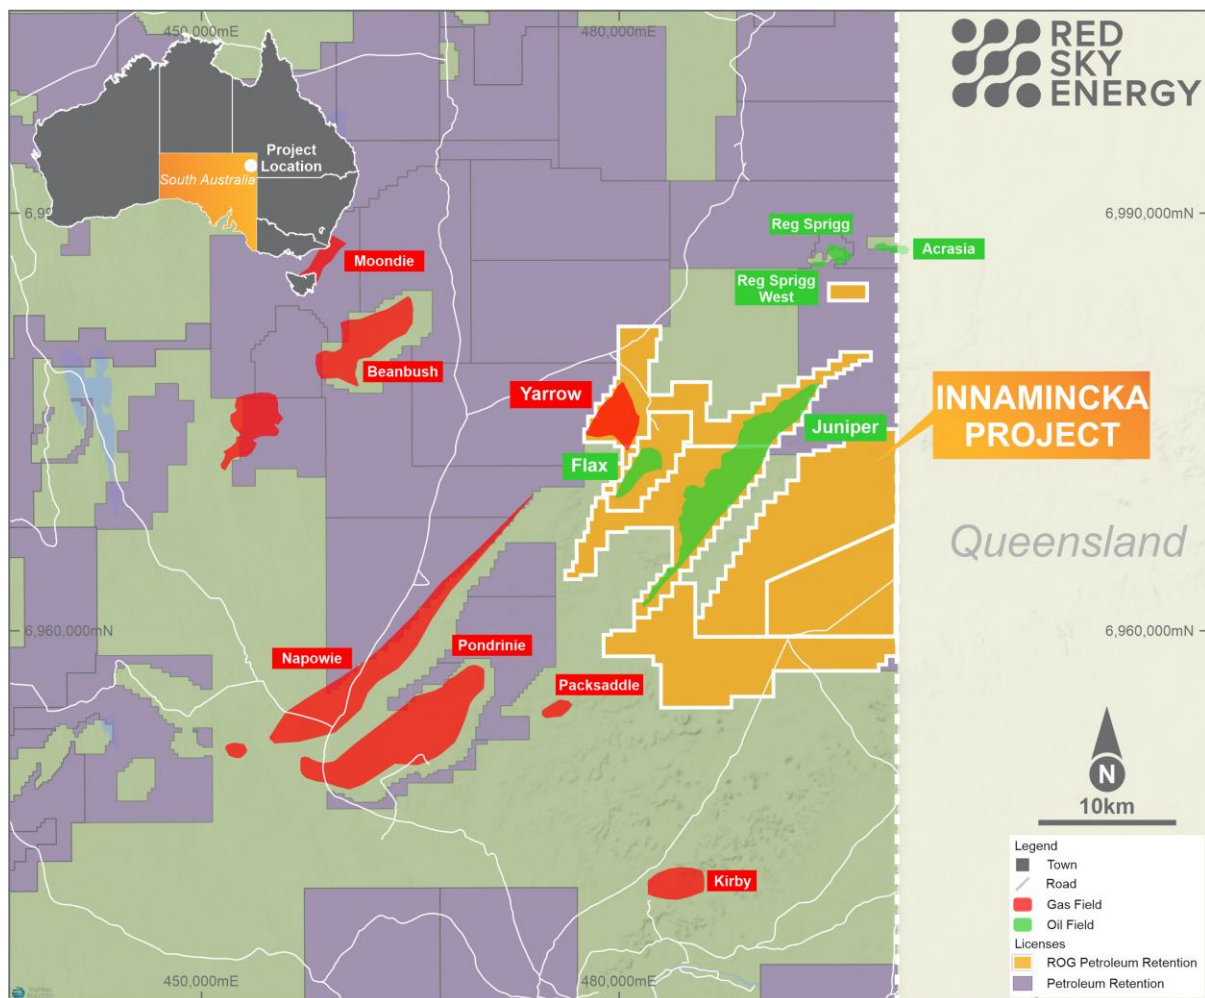 450,000mE
480,000mE
RED
SKY
ENERGY
Project
Location
South Australia
6,99
6,990,000mN
Reg Sprigg
Acrasia
Moondie
Reg Sprigg
West
Beanbush
Yarrow
INNAMINCKA
PROJECT
Juniper
Flax
Queensland
6,960,000mN
6,960,000mN
Napowie
Pondrinie
Packsaddle
N
10km
Kirby
Legend
Town
Road
Gas Field
Oil Field
Licenses
ROG Petroleum Retention
Petroleum Retention
450,000mE
480,000mE